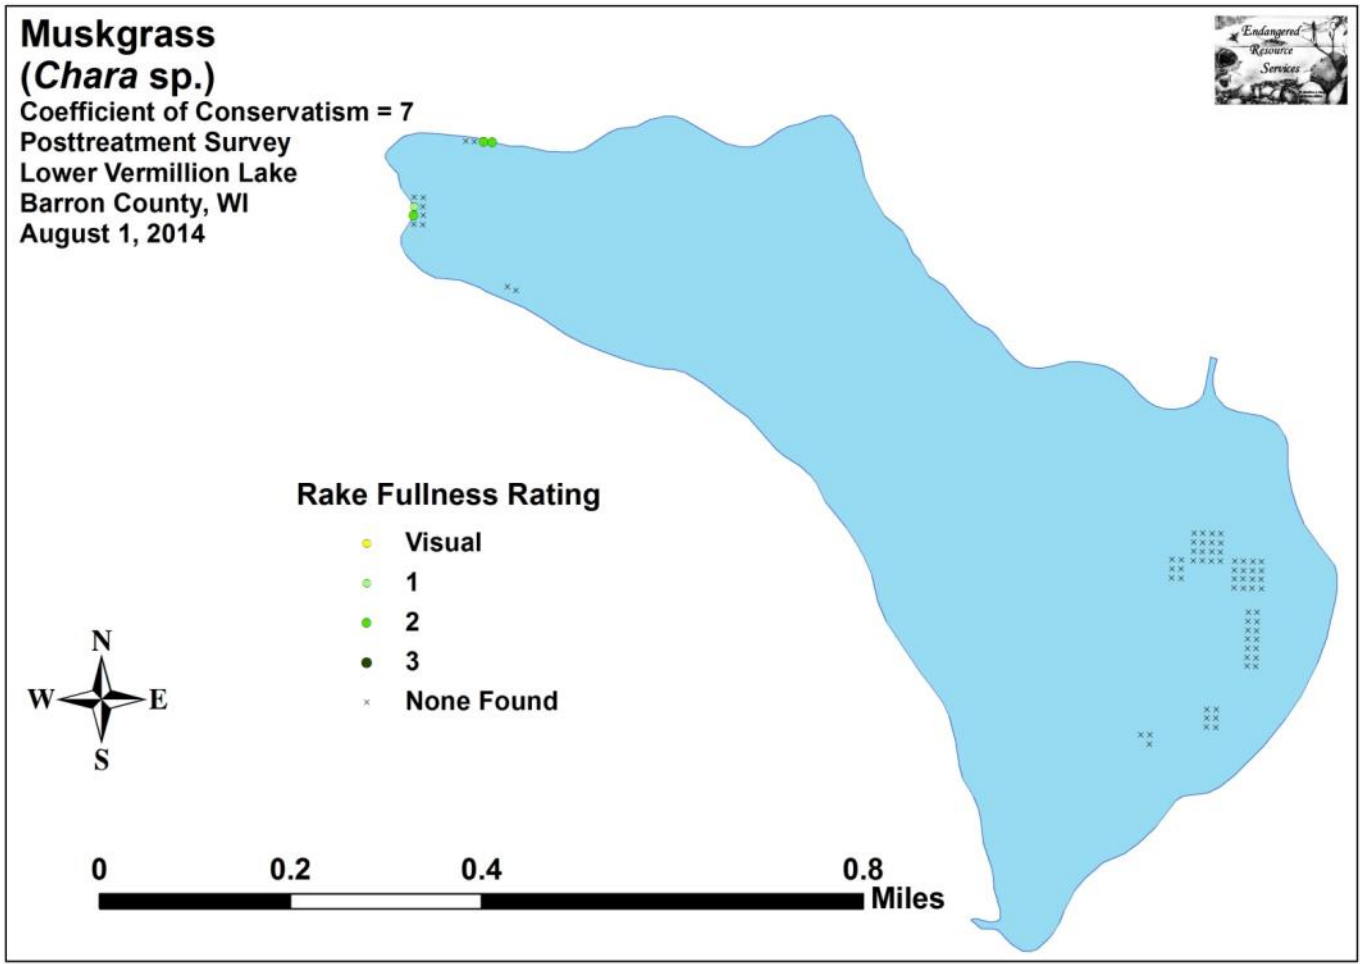 Muskgrass
(Chara sp.)
Coefficient of Conservatism = 7
Posttreatment Survey
Lower Vermillion Lake
Barron County, WI
August 1, 2014
Endangered
Resource
Services
Rake Fullness Rating
Visual
1
2
3
None Found
N
W E
S
0 0.2 0.4 0.8
Miles